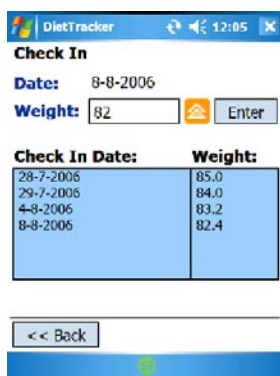 DietTracker 12:05
Check In
Date: 8-8-2006
Weight: 82 Enter
Check In Date: Weight:
28-7-2006 85.0
29-7-2006 84.0
4-8-2006 83.2
8-8-2006 82.4
<< Back